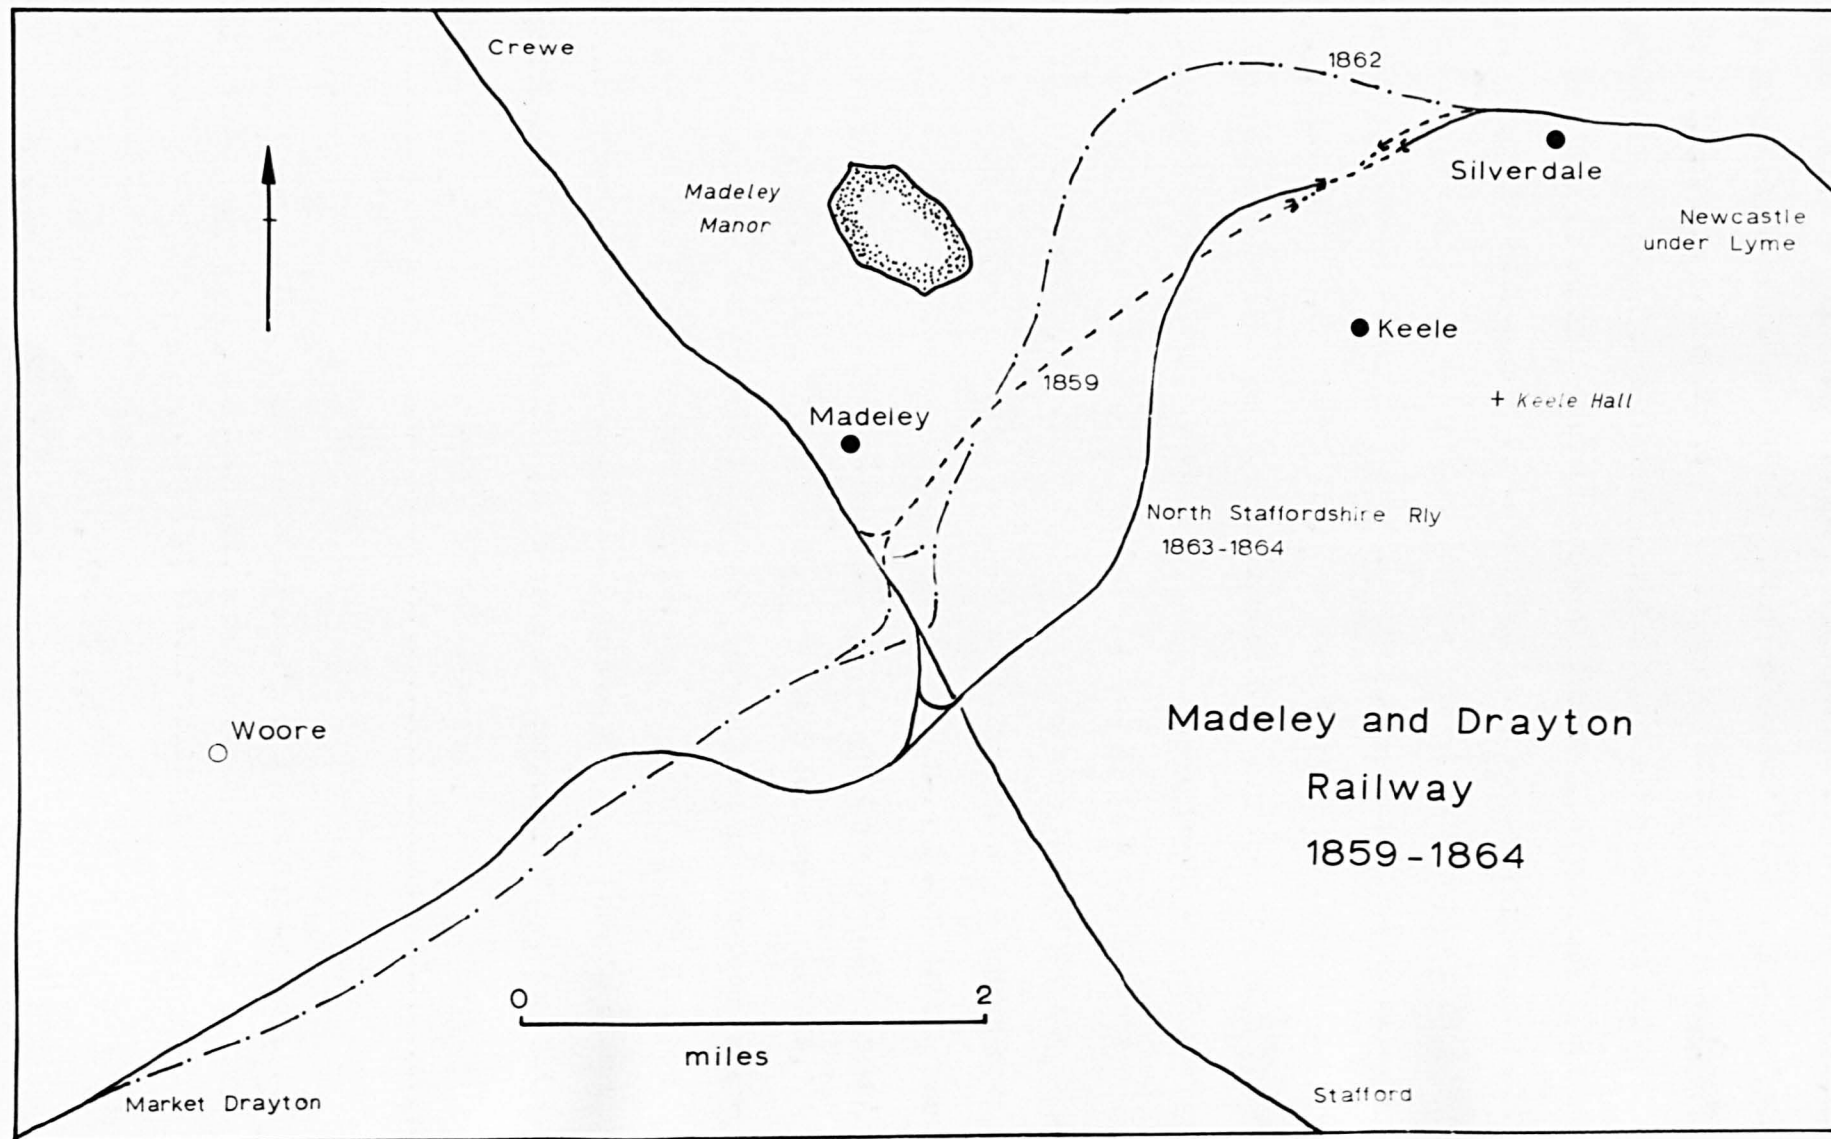 Crewe
1862
Madeley
Manor
Silverdale
Newcastle
under Lyme
Keele
1859
+ Keele Hall
Madeley
North Staffordshire Rly
1863-1864
Woore
Madeley and Drayton
Railway
1859-1864
0 2
miles
Market Drayton
Stafford